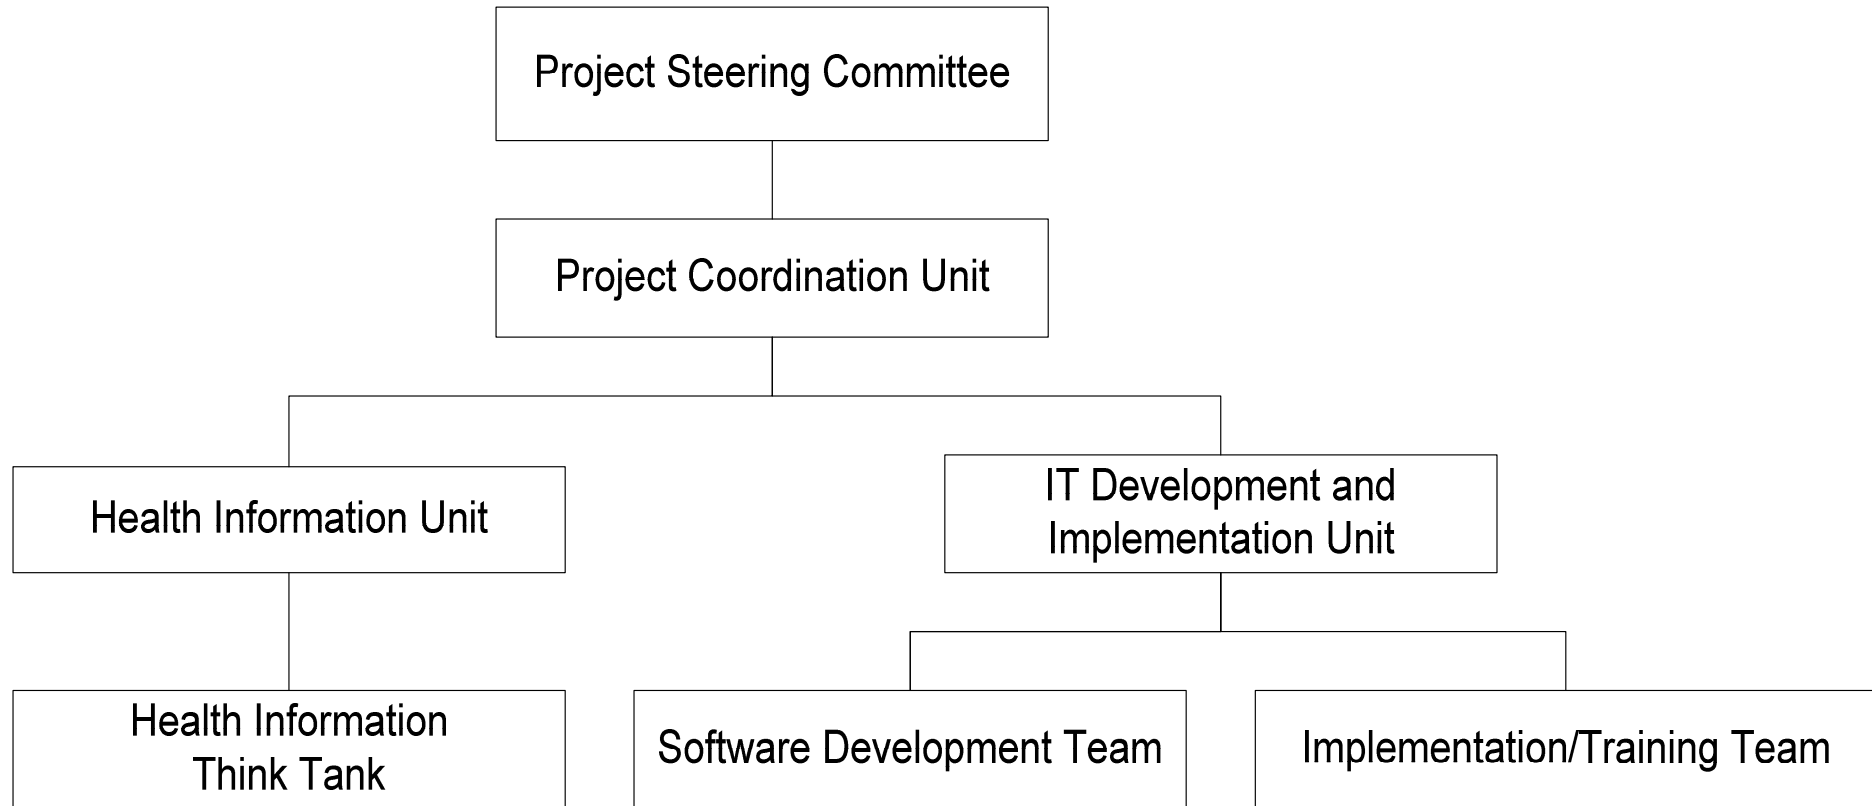 Project Steering Committee
Project Coordination Unit
Health Information Unit
IT Development and
Implementation Unit
Health Information
Think Tank
Software Development Team
Implementation/Training Team